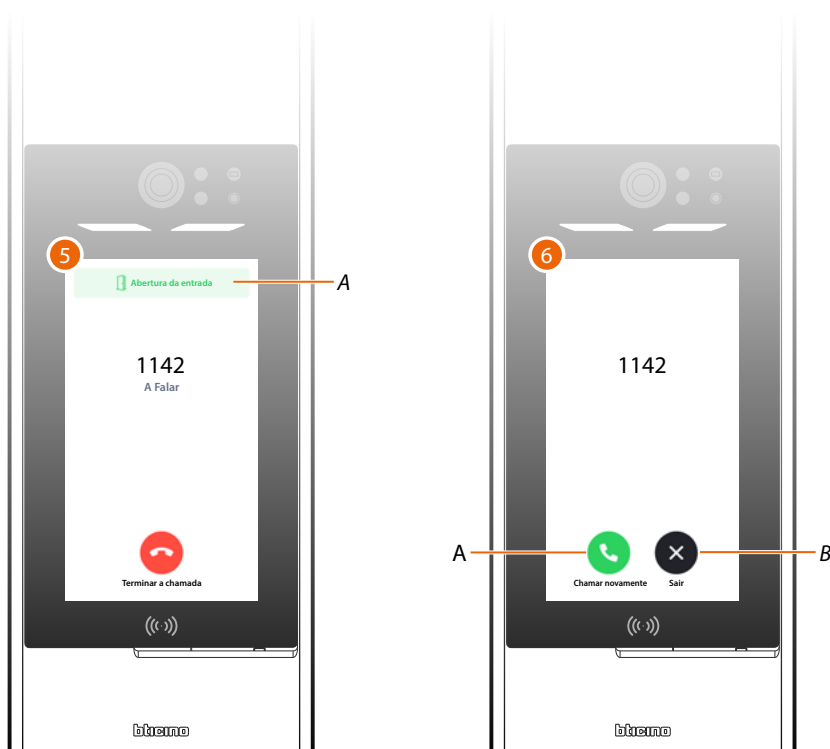 5
Abertura da entrada
A
1142
A Falar
Terminar a chamada
bticino
6
1142
A
B
Chamar novamente
Sair
bticino